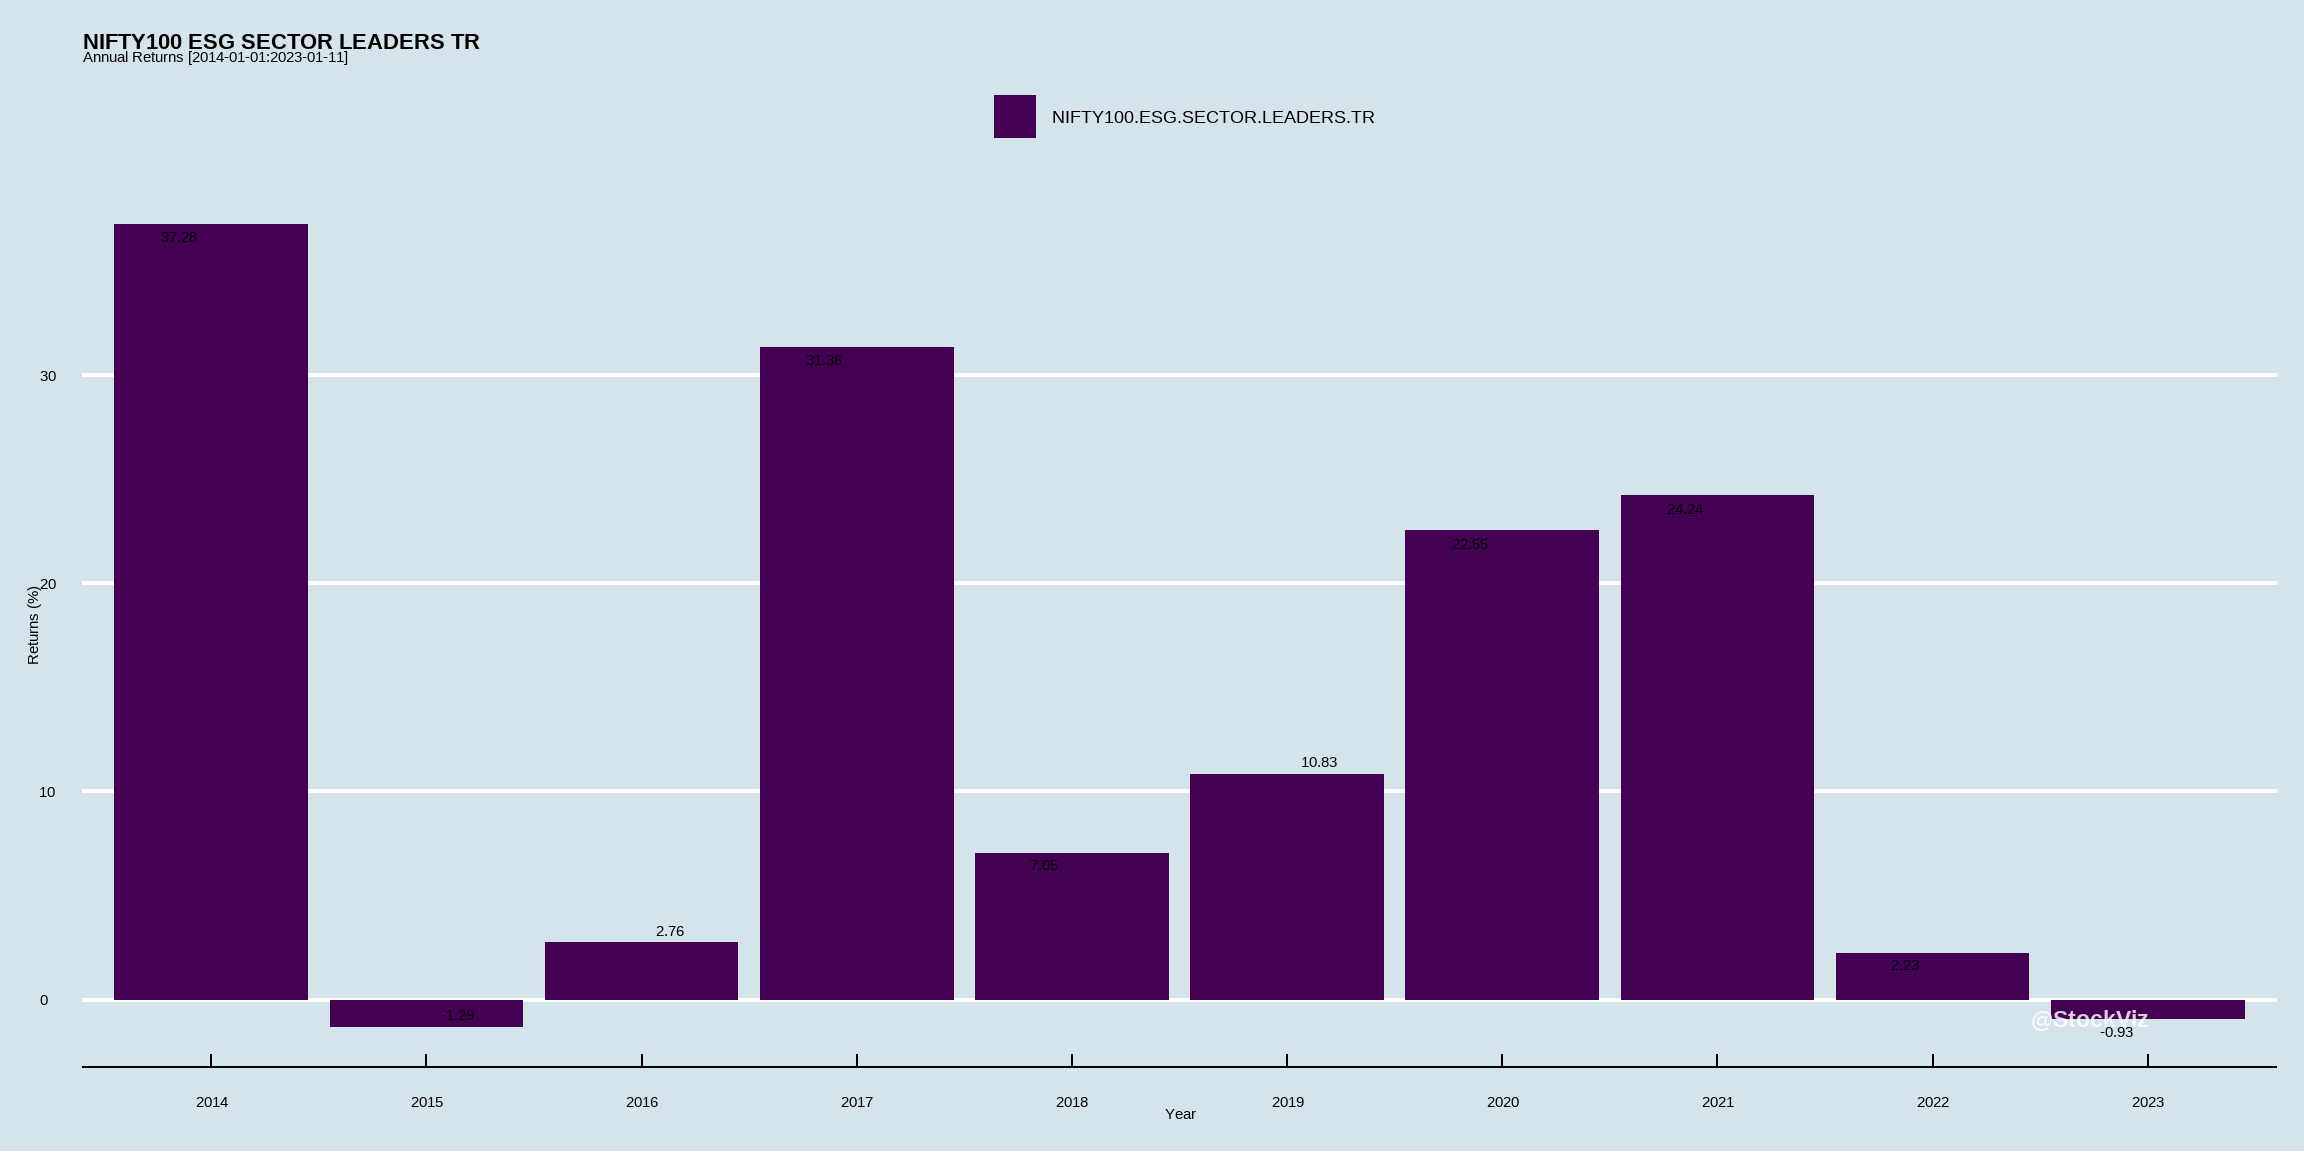 NIFTY100 ESG SECTOR LEADERS TR
Annual Returns [2014-01-01:2023-01-11]
NIFTY100.ESG.SECTOR.LEADERS.TR
37.28
31.36
30
24.24
22.55
20
Returns (%)
10.83
10
7.05
2.76
2.23
0
-1.29
@StockViz
-0.93
2014 2015 2016 2017 2018 2019 2020 2021 2022 2023
Year